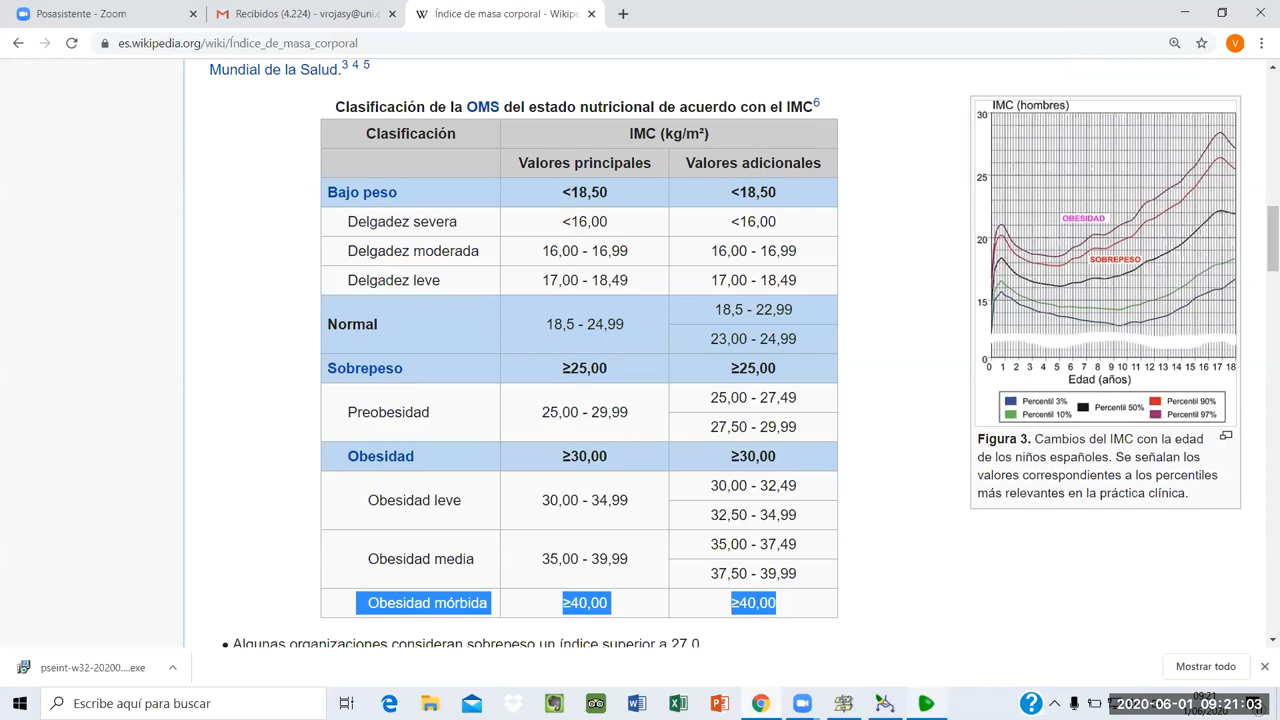 Posasistente - Zoom
Recibidos (4.224) - vrojasy@uni.e
Índice de masa corporal - Wikipe
es.wikipedia.org/wiki/Índice_de_masa_corporal
V
Mundial de la Salud.3 4 5
Clasificación de la OMS del estado nutricional de acuerdo con el IMC6
Clasificación IMC (kg/m²)
Valores principales Valores adicionales
Bajo peso <18,50 <18,50
Delgadez severa <16,00 <16,00
Delgadez moderada 16,00 - 16,99 16,00 - 16,99
Delgadez leve 17,00 - 18,49 17,00 - 18,49
Normal 18,5 - 24,99 18,5 - 22,99
23,00 - 24,99
Sobrepeso ≥25,00 ≥25,00
Preobesidad 25,00 - 29,99 25,00 - 27,49
27,50 - 29,99
Obesidad ≥30,00 ≥30,00
Obesidad leve 30,00 - 34,99 30,00 - 32,49
32,50 - 34,99
Obesidad media 35,00 - 39,99 35,00 - 37,49
37,50 - 39,99
Obesidad mórbida ≥40,00 ≥40,00
Algunas organizaciones consideran sobrepeso un índice superior a 27,0
IMC (hombres)
30
25
OBESIDAD
20
SOBREPESO
15
0
0 1 2 3 4 5 6 7 8 9 10 11 12 13 14 15 16 17 18
Edad (años)
Percentil 3% Percentil 50% Percentil 90%
Percentil 10% Percentil 97%
Figura 3. Cambios del IMC con la edad
de los niños españoles. Se señalan los
valores correspondientes a los percentiles
más relevantes en la práctica clínica.
pseint-w32-20200....exe
Mostrar todo
Escribe aquí para buscar
09:21
2020-06-01 09:21:03
1/06/2020